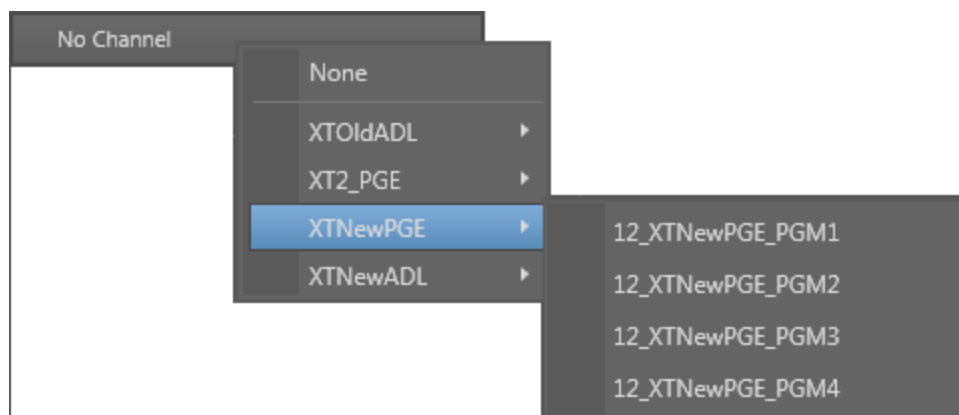 No Channel
None
XTOldADL
XT2_PGE
XTNewPGE
XTNewADL
12_XTNewPGE_PGM1
12_XTNewPGE_PGM2
12_XTNewPGE_PGM3
12_XTNewPGE_PGM4